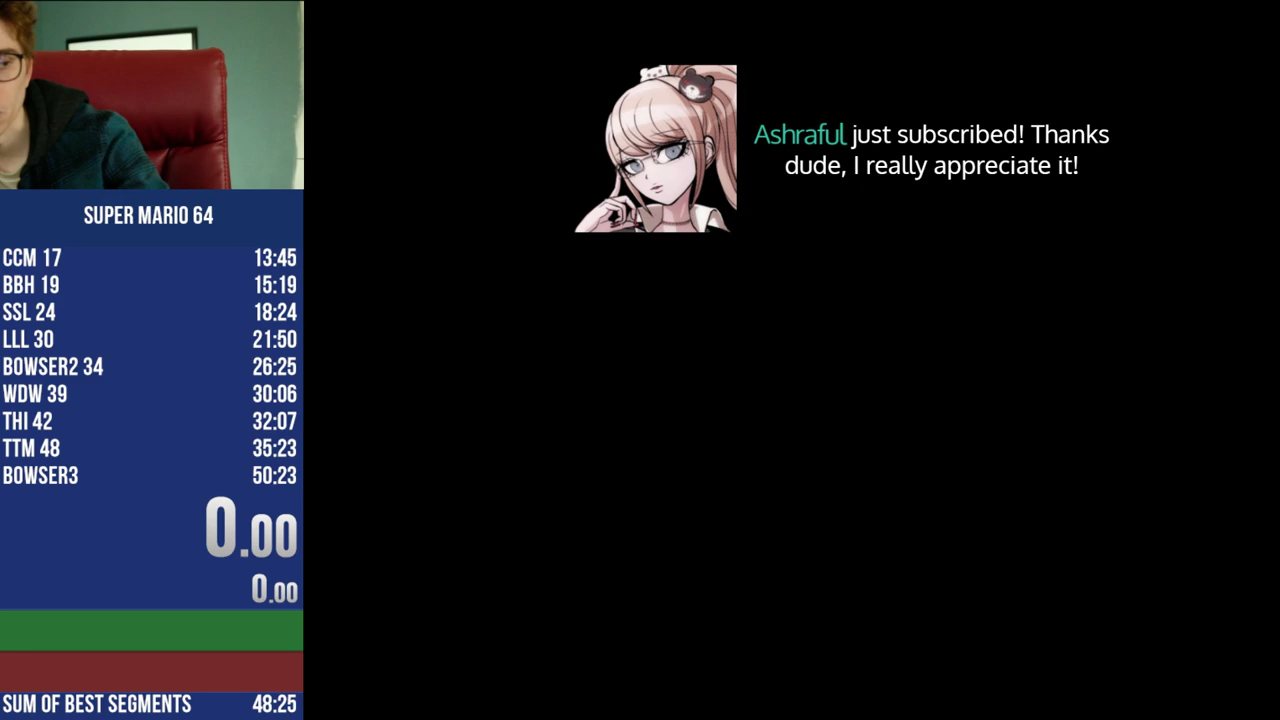 SUPER MARIO 64
CCM 17 13:45
BBH 19 15:19
SSL 24 18:24
LLL 30 21:50
BOWSER2 34 26:25
WDW 39 30:06
THI 42 32:07
TTM 48 35:23
BOWSER3 50:23
0.00
0.00
SUM OF BEST SEGMENTS 48:25
Ashraful just subscribed! Thanks
dude, I really appreciate it!